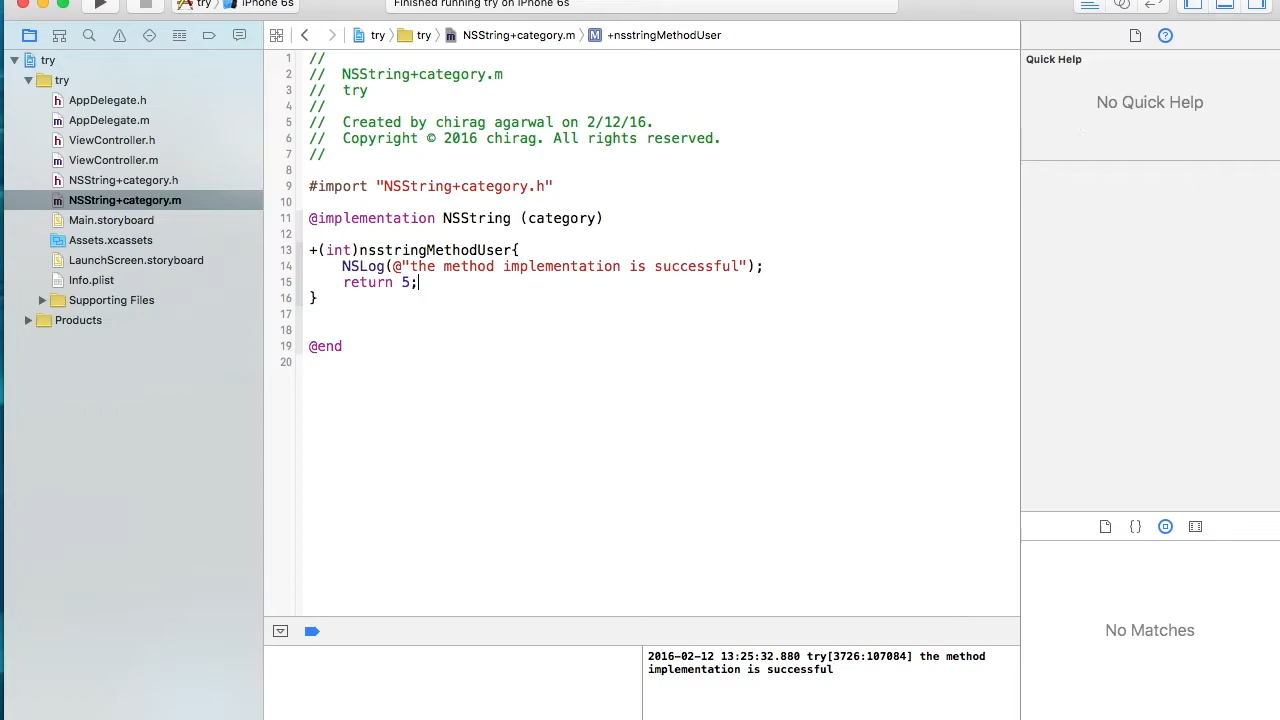 try
iPhone 6s
Finished running try on iPhone 6s
try
try
NSString+category.m
M
+nsstringMethodUser
Quick Help
No Quick Help
try
try
h AppDelegate.h
m AppDelegate.m
h ViewController.h
m ViewController.m
h NSString+category.h
m NSString+category.m
Main.storyboard
Assets.xcassets
LaunchScreen.storyboard
Info.plist
Supporting Files
Products
1 //
2 //  NSString+category.m
3 //  try
4 //
5 //  Created by chirag agarwal on 2/12/16.
6 //  Copyright © 2016 chirag. All rights reserved.
7 //
8
9 #import "NSString+category.h"
10
11 @implementation NSString (category)
12
13 +(int)nsstringMethodUser{
14     NSLog(@"the method implementation is successful");
15     return 5;
16 }
17
18
19 @end
20
{}
No Matches
2016-02-12 13:25:32.880 try[3726:107084] the method
implementation is successful